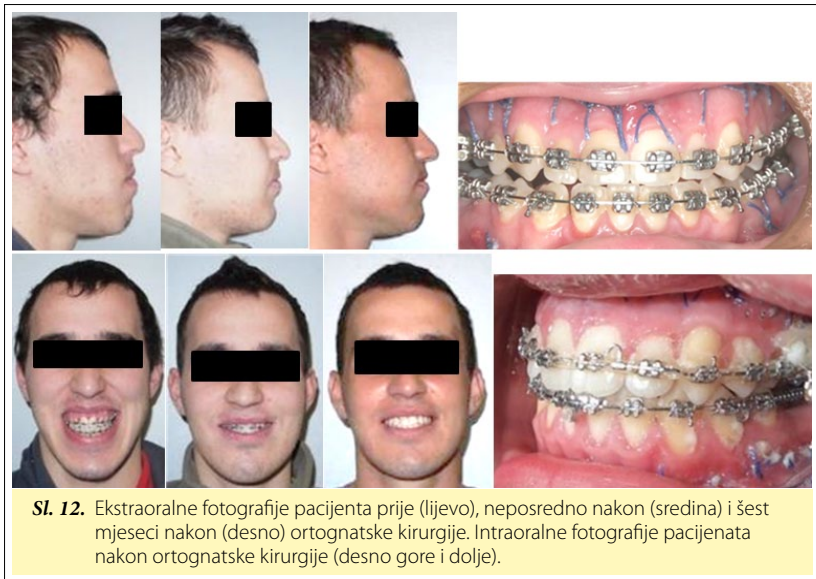 Sl. 12. Ekstraoralne fotografije pacijenta prije (lijevo), neposredno nakon (sredina) i šest
mjeseci nakon (desno) ortognatske kirurgije. Intraoralne fotografije pacijenata
nakon ortognatske kirurgije (desno gore i dolje).